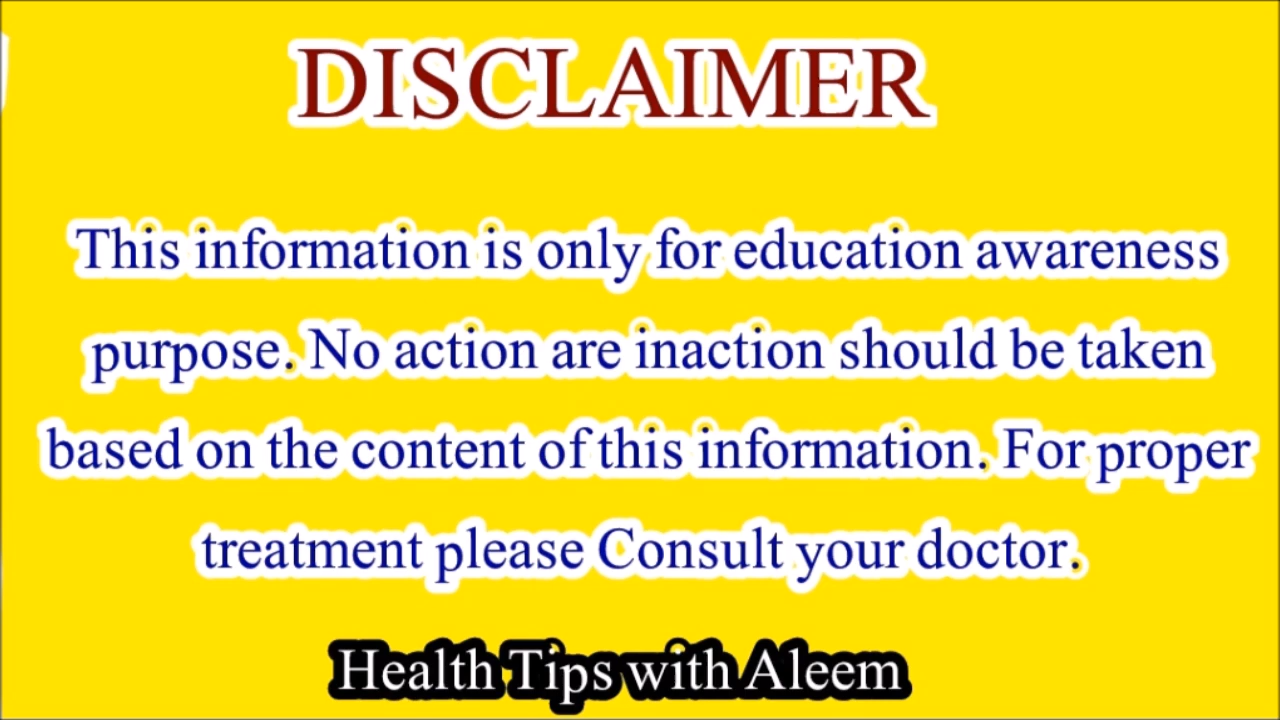 DISCLAIMER
This information is only for education awareness
purpose. No action are inaction should be taken
based on the content of this information. For proper
treatment please Consult your doctor.
Health Tips with Aleem